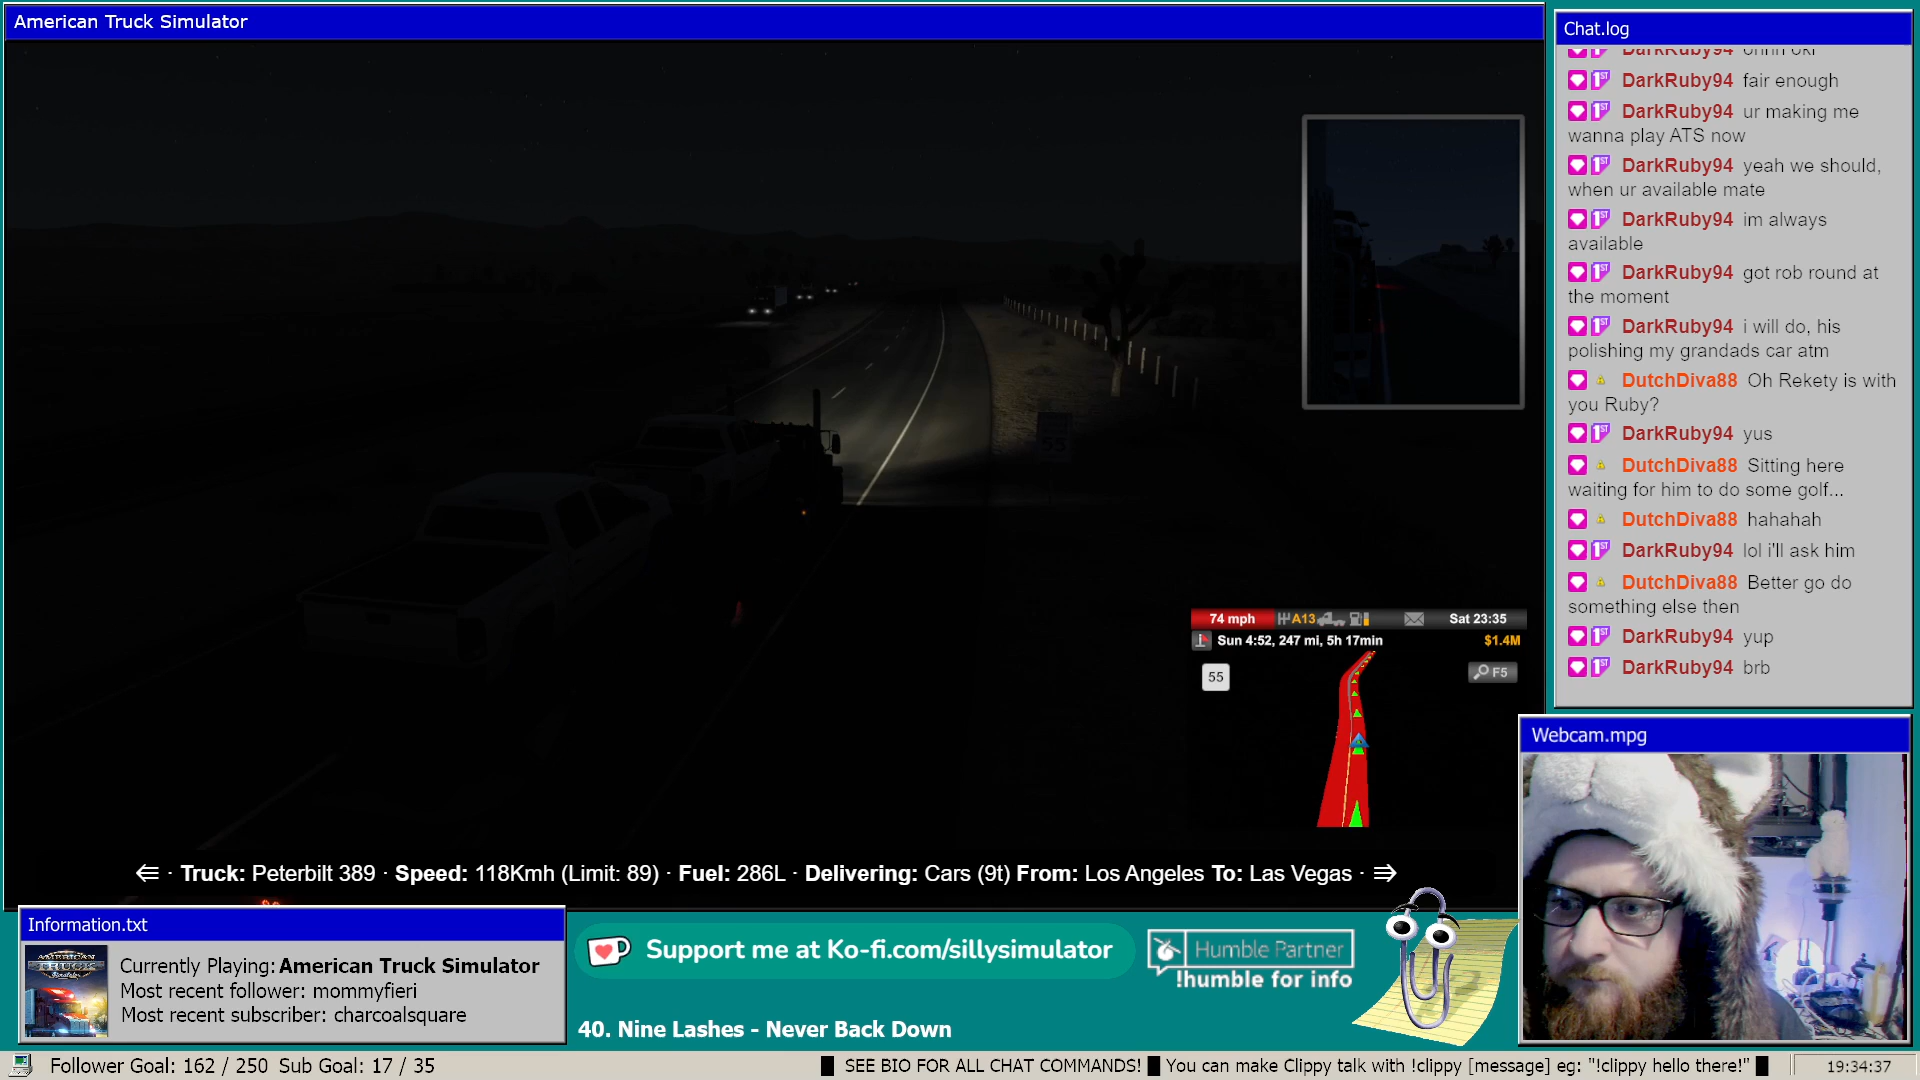 American Truck Simulator
Chat.log
DarkRuby94 ohhh oki
DarkRuby94 fair enough
DarkRuby94 ur making me
wanna play ATS now
DarkRuby94 yeah we should,
when ur available mate
DarkRuby94 im always
available
DarkRuby94 got rob round at
the moment
DarkRuby94 i will do, his
polishing my grandads car atm
DutchDiva88 Oh Rekety is with
you Ruby?
DarkRuby94 yus
DutchDiva88 Sitting here
waiting for him to do some golf...
DutchDiva88 hahahah
DarkRuby94 lol i'll ask him
DutchDiva88 Better go do
something else then
DarkRuby94 yup
DarkRuby94 brb
55
74 mph A13 Sat 23:35
Sun 4:52, 247 mi, 5h 17min $1.4M
55 F5
Webcam.mpg
⇐ · Truck: Peterbilt 389 · Speed: 118Kmh (Limit: 89) · Fuel: 286L · Delivering: Cars (9t) From: Los Angeles To: Las Vegas · ⇒
Information.txt
AMERICAN
TRUCK
Simulator
Currently Playing: American Truck Simulator
Most recent follower: mommyfieri
Most recent subscriber: charcoalsquare
Support me at Ko-fi.com/sillysimulator
Humble Partner
!humble for info
40. Nine Lashes - Never Back Down
Follower Goal: 162 / 250 Sub Goal: 17 / 35
█ SEE BIO FOR ALL CHAT COMMANDS! █ You can make Clippy talk with !clippy [message] eg: "!clippy hello there!" █
19:34:37